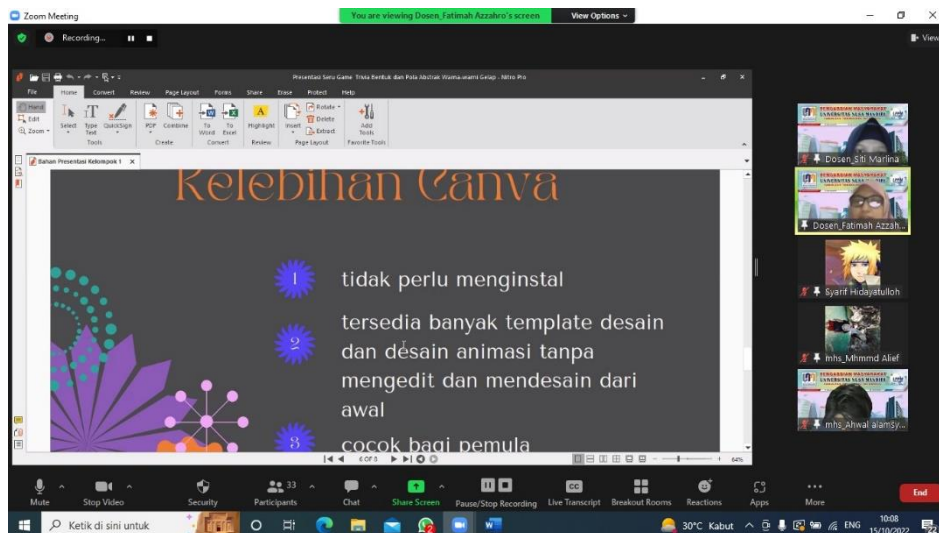 Zoom Meeting
You are viewing Dosen_Fatimah Azzahro's screen
View Options
Recording...
View
Presentasi Seru Game Trivia Bentuk dan Pola Abstrak Warna-warni Gelap - Nitro Pro
File Home Convert Review Page Layout Forms Share Erase Protect Help
Hand
Edit
Zoom
Select
Type Text
QuickSign
PDF
Combine
To Word
To Excel
Highlight
Insert
Rotate
Delete
Extract
Add Tools
Tools Create Convert Review Page Layout Favorite Tools
Bahan Presentasi Kelompok 1
Kelebihan Canva
1 tidak perlu menginstal
2 tersedia banyak template desain
dan desain animasi tanpa
mengedit dan mendesain dari
awal
3 cocok bagi pemula
6 OF 8
64%
Dosen_Siti Marlina
Dosen_Fatimah Azzah...
Syarif Hidayatulloh
mhs_Mhmmd Alief
mhs_Ahwal alamsy...
Mute
Stop Video
Security
Participants
33
Chat
Share Screen
Pause/Stop Recording
Live Transcript
Breakout Rooms
Reactions
Apps
More
End
Ketik di sini untuk
30°C Kabut
ENG
10:08
15/10/2022